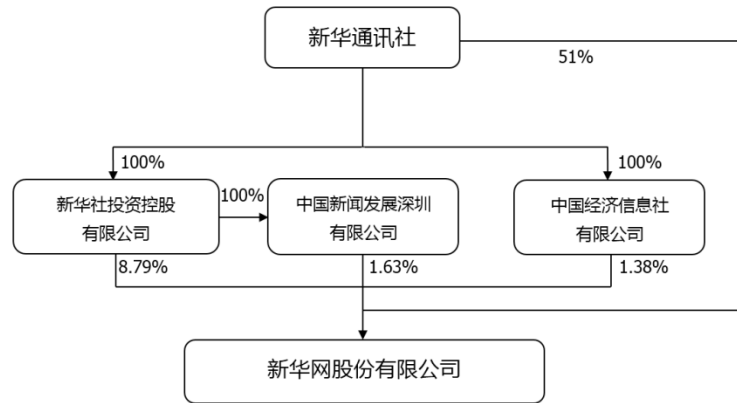 新华通讯社
51%
100%
100%
新华社投资控股
有限公司
100%
中国新闻发展深圳
有限公司
中国经济信息社
有限公司
8.79%
1.63%
1.38%
新华网股份有限公司